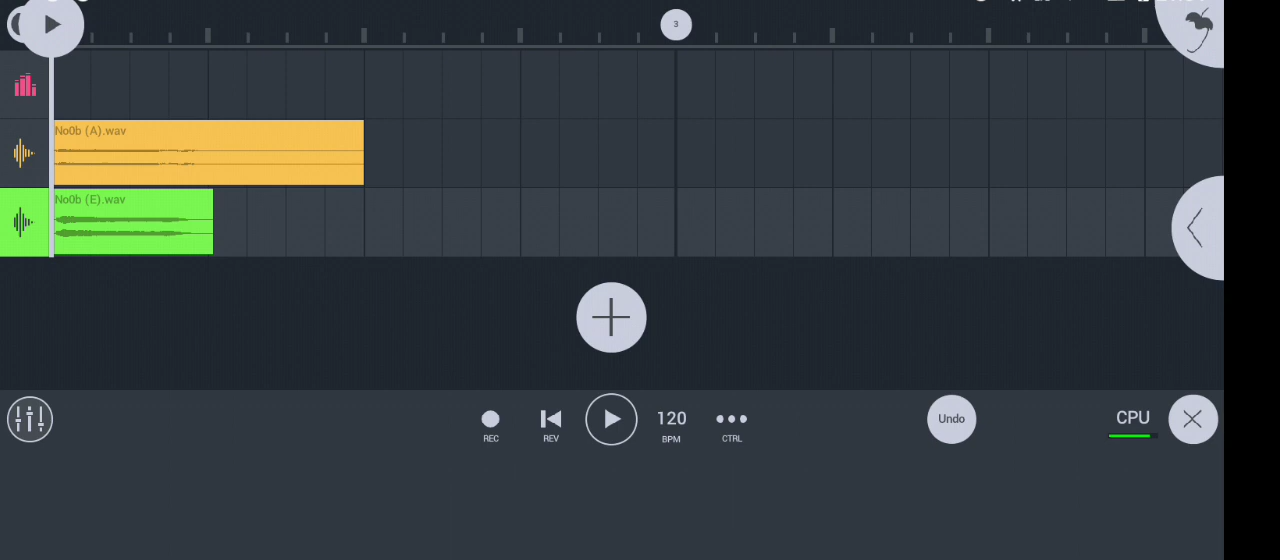 3
No0b (A).wav
No0b (E).wav
120
Undo
CPU
REC
REV
BPM
CTRL